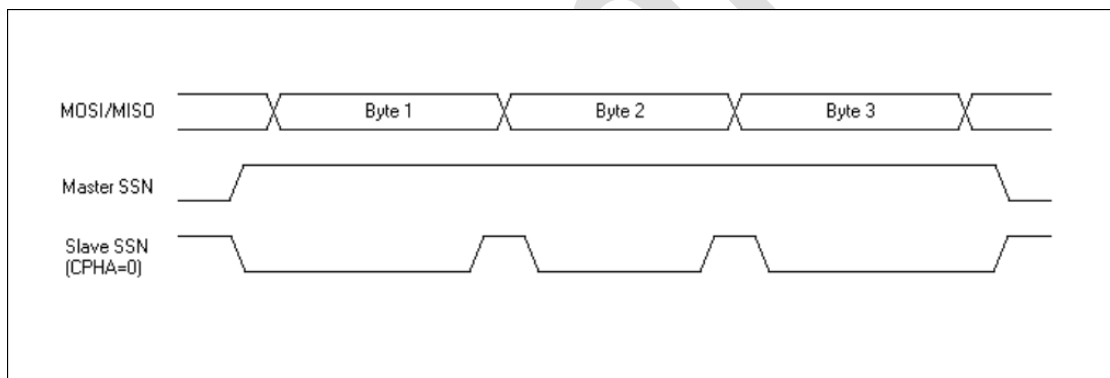 MOSI/MISO
Byte 1
Byte 2
Byte 3
Master SSN
Slave SSN
(CPHA=0)